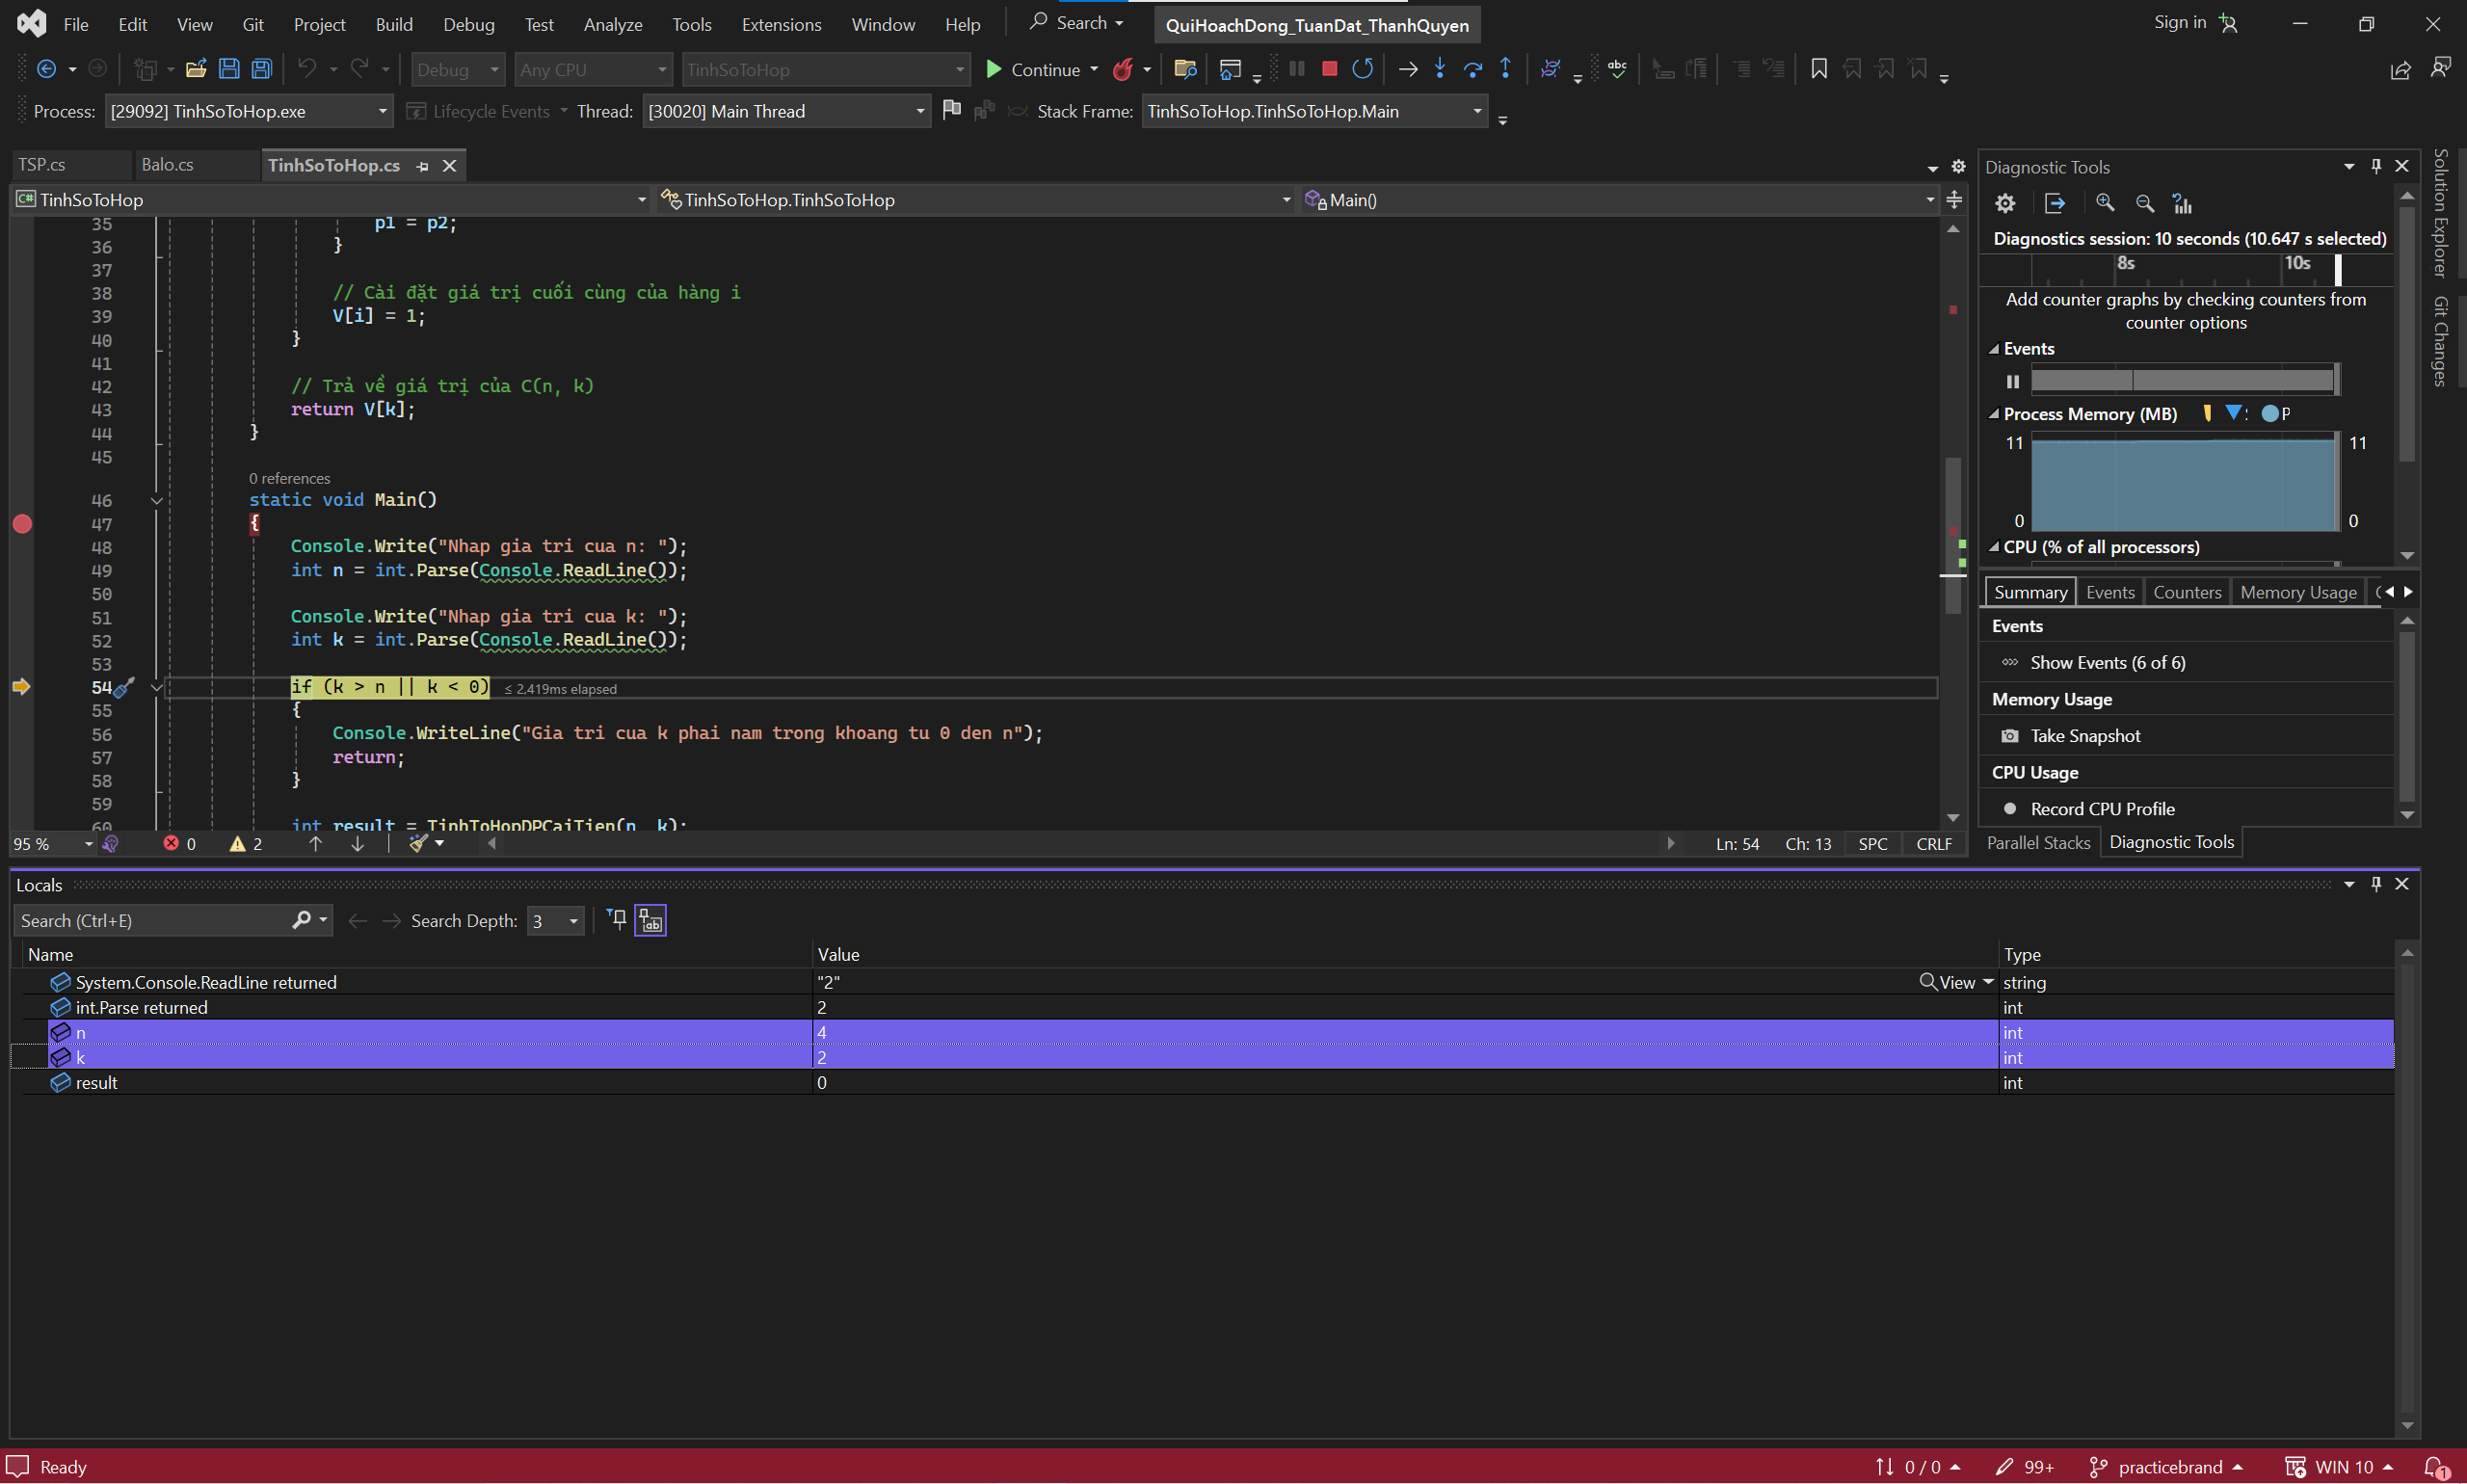 File Edit View Git Project Build Debug Test Analyze Tools Extensions Window Help Search QuiHoachDong_TuanDat_ThanhQuyen Sign in
Debug Any CPU TinhSoToHop Continue
Process: [29092] TinhSoToHop.exe Lifecycle Events Thread: [30020] Main Thread Stack Frame: TinhSoToHop.TinhSoToHop.Main
TSP.cs Balo.cs TinhSoToHop.cs
TinhSoToHop TinhSoToHop.TinhSoToHop Main()
35 p1 = p2;
36 }
37
38 // Cài đặt giá trị cuối cùng của hàng i
39 V[i] = 1;
40 }
41
42 // Trả về giá trị của C(n, k)
43 return V[k];
44 }
45
0 references
46 static void Main()
47 {
48 Console.Write("Nhap gia tri cua n: ");
49 int n = int.Parse(Console.ReadLine());
50
51 Console.Write("Nhap gia tri cua k: ");
52 int k = int.Parse(Console.ReadLine());
53
54 if (k > n || k < 0) ≤ 2,419ms elapsed
55 {
56 Console.WriteLine("Gia tri cua k phai nam trong khoang tu 0 den n");
57 return;
58 }
59
60 int result = TinhToHopDPCaiTien(n, k);
95 % 0 2 Ln: 54 Ch: 13 SPC CRLF
Diagnostic Tools
Diagnostics session: 10 seconds (10.647 s selected)
8s 10s
Add counter graphs by checking counters from
counter options
Events
Process Memory (MB) P
11 11
0 0
CPU (% of all processors)
Summary Events Counters Memory Usage
Events
Show Events (6 of 6)
Memory Usage
Take Snapshot
CPU Usage
Record CPU Profile
Parallel Stacks Diagnostic Tools
Solution Explorer
Git Changes
Locals
Search (Ctrl+E) Search Depth: 3
Name Value Type
System.Console.ReadLine returned "2" View string
int.Parse returned 2 int
n 4 int
k 2 int
result 0 int
Ready 0 / 0 99+ practicebrand WIN 10 1